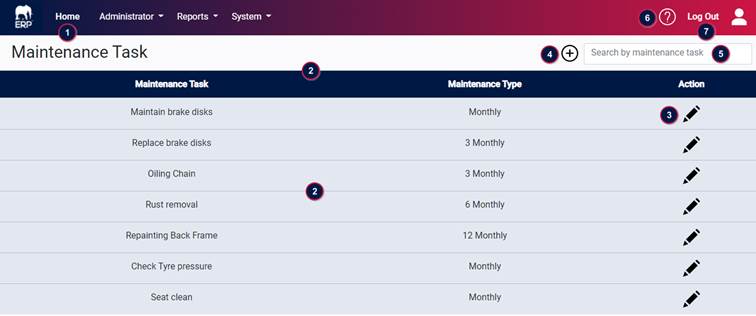 ERP Home Administrator Reports System 6 ? Log Out
1 7
Maintenance Task 4 + Search by maintenance task 5
2
Maintenance Task Maintenance Type Action
Maintain brake disks Monthly 3
Replace brake disks 3 Monthly
Oiling Chain 3 Monthly
2
Rust removal 6 Monthly
Repainting Back Frame 12 Monthly
Check Tyre pressure Monthly
Seat clean Monthly